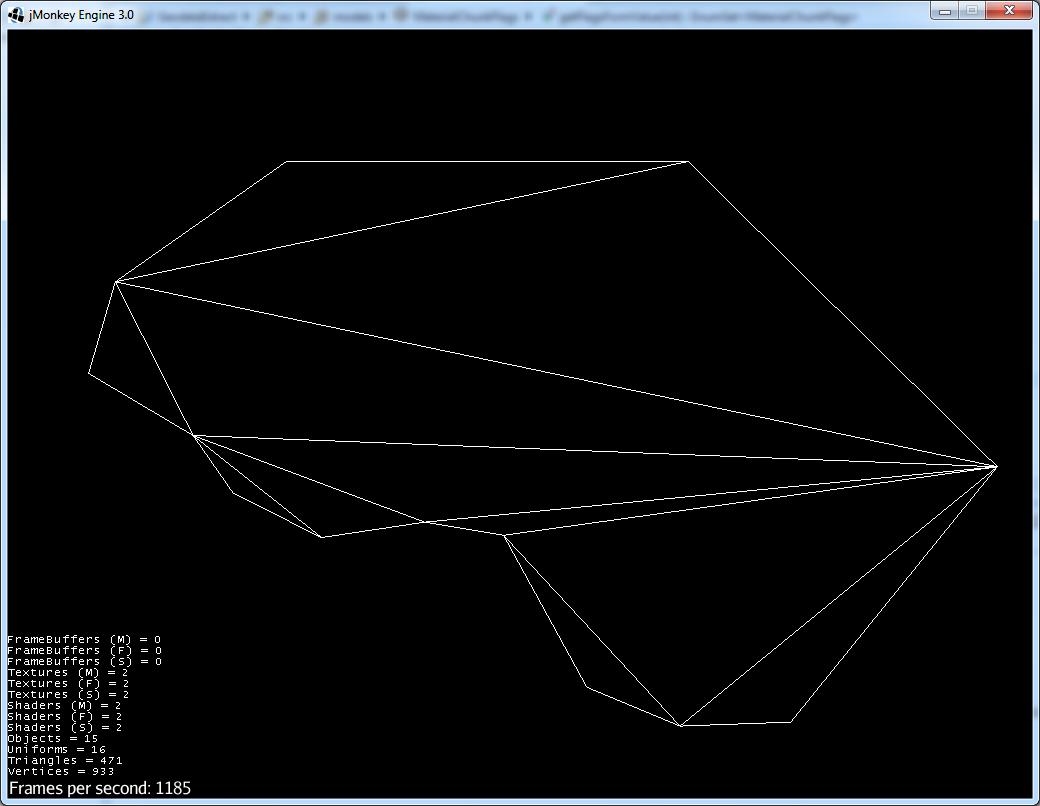 jMonkey Engine 3.0
FrameBuffers (M) = 0
FrameBuffers (F) = 0
FrameBuffers (S) = 0
Textures (M) = 2
Textures (F) = 2
Textures (S) = 2
Shaders (M) = 2
Shaders (F) = 2
Shaders (S) = 2
Objects = 15
Uniforms = 16
Triangles = 471
Vertices = 933
Frames per second: 1185